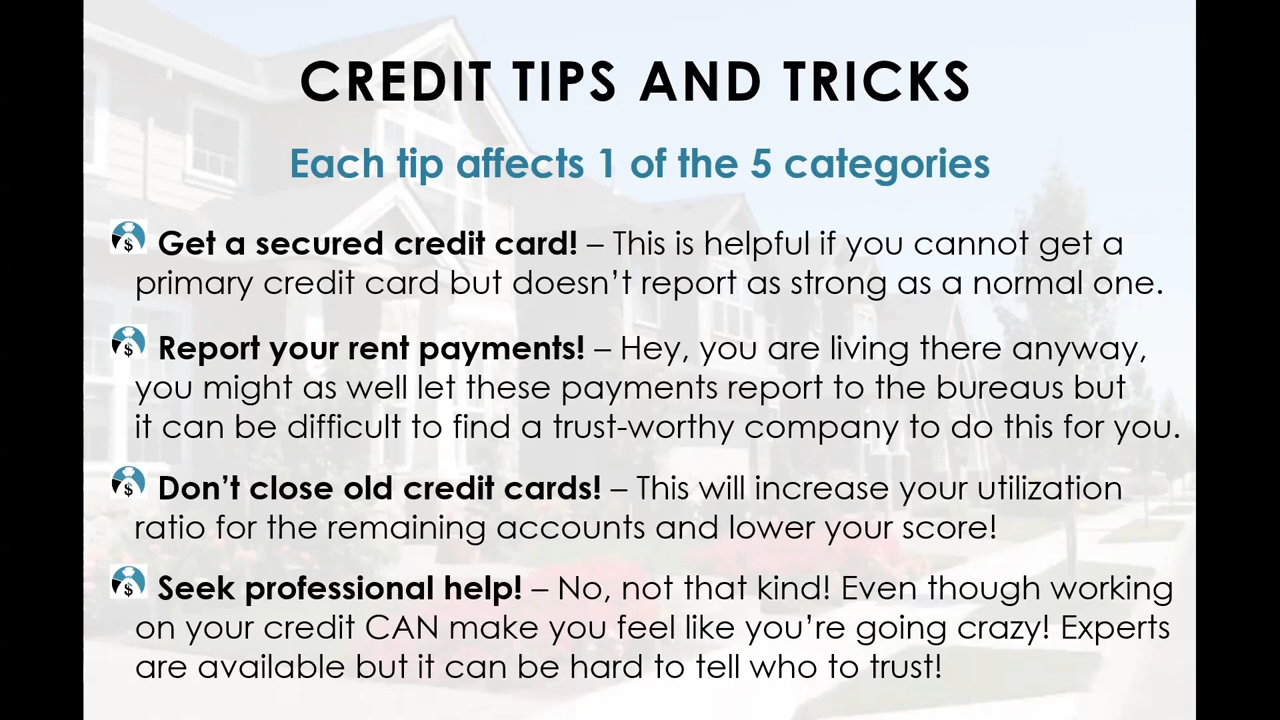 CREDIT TIPS AND TRICKS
Each tip affects 1 of the 5 categories
$ Get a secured credit card! – This is helpful if you cannot get a
primary credit card but doesn’t report as strong as a normal one.
$ Report your rent payments! – Hey, you are living there anyway,
you might as well let these payments report to the bureaus but
it can be difficult to find a trust-worthy company to do this for you.
$ Don’t close old credit cards! – This will increase your utilization
ratio for the remaining accounts and lower your score!
$ Seek professional help! – No, not that kind! Even though working
on your credit CAN make you feel like you’re going crazy! Experts
are available but it can be hard to tell who to trust!